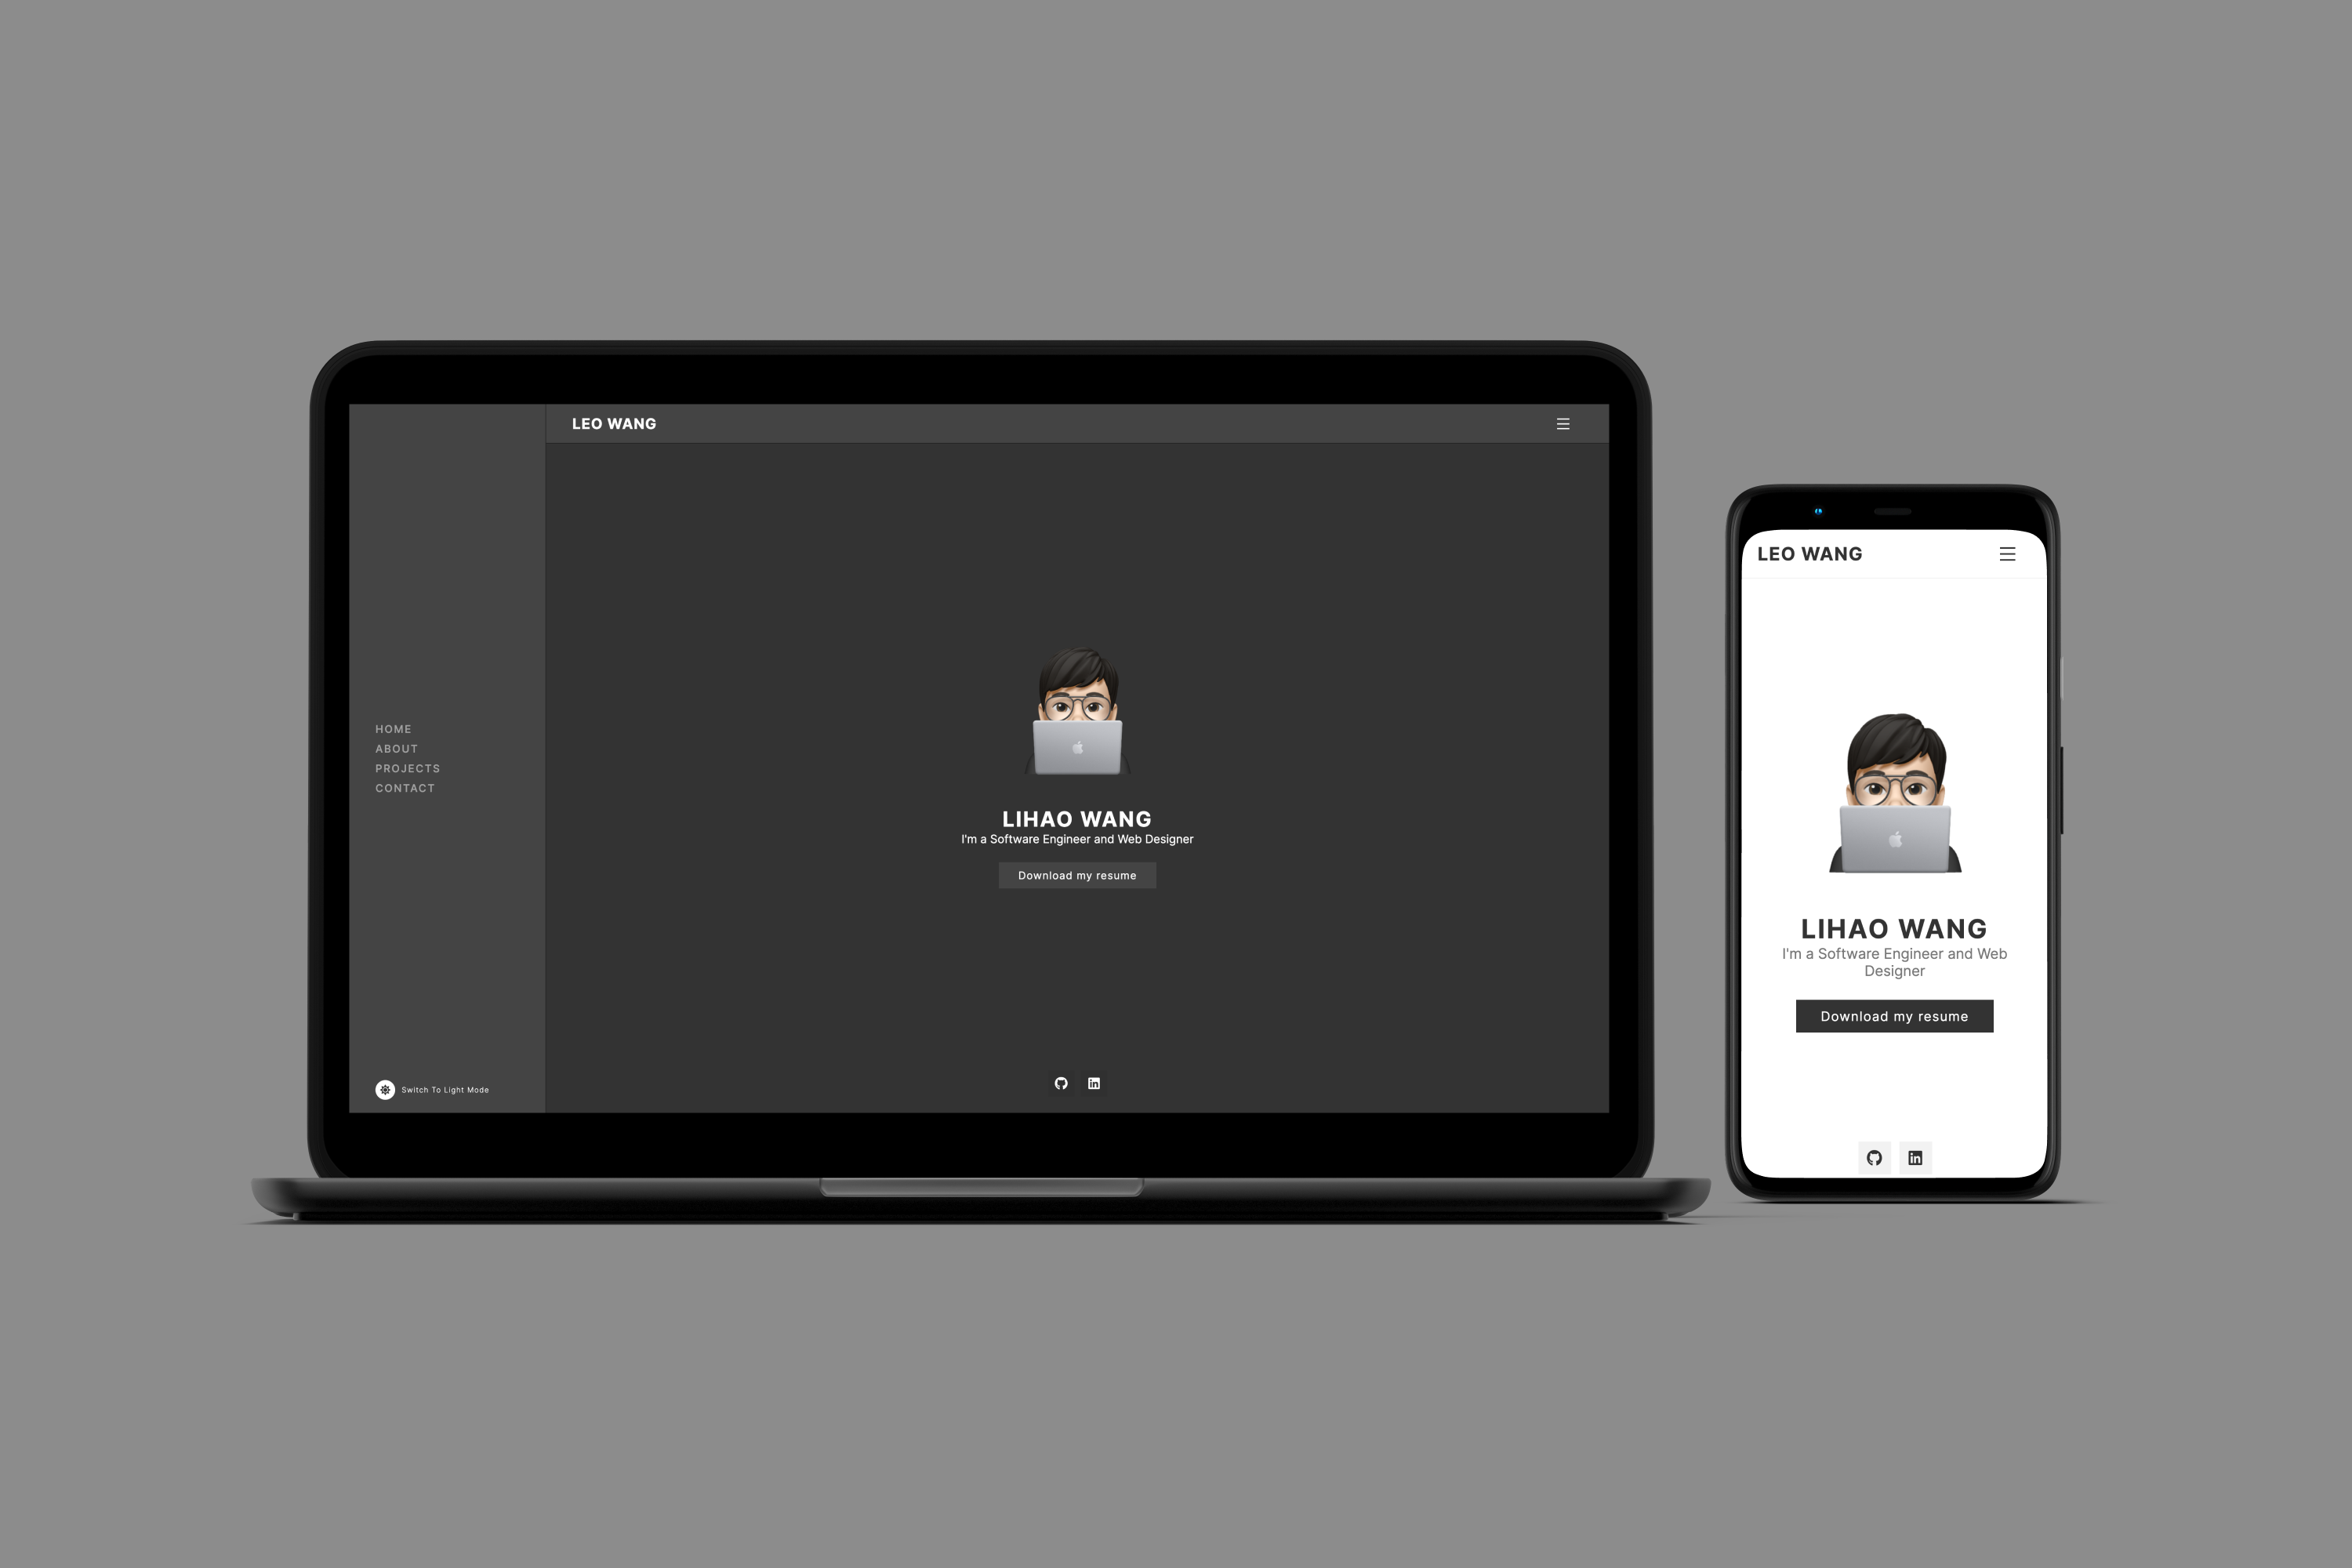 LEO WANG
HOME
ABOUT
PROJECTS
CONTACT
LIHAO WANG
I'm a Software Engineer and Web Designer
Download my resume
Switch To Light Mode
LEO WANG
LIHAO WANG
I'm a Software Engineer and Web
Designer
Download my resume